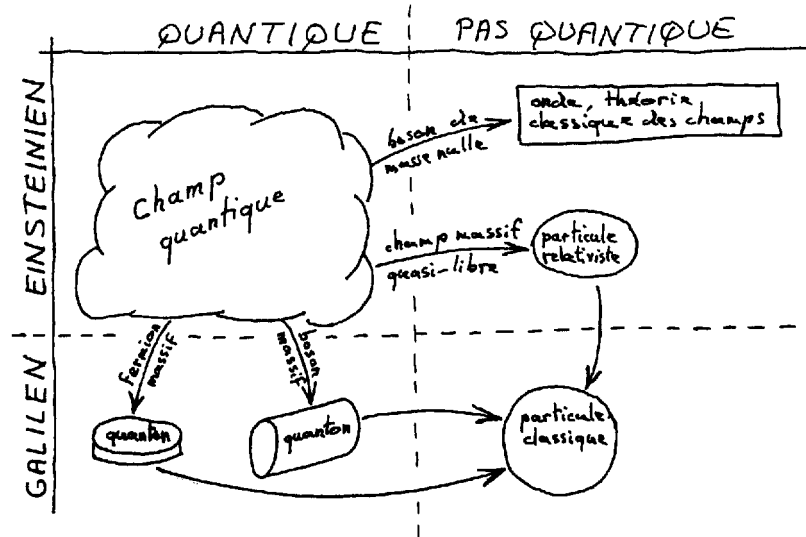 QUANTIQUE
PAS QUANTIQUE
EINSTEINIEN
onde, théorie
classique des champs
boson de
masse nulle
Champ
quantique
champ massif
quasi-libre
particule
relativiste
GALILEN
fermion
massif
boson
massif
quanton
quanton
particule
classique